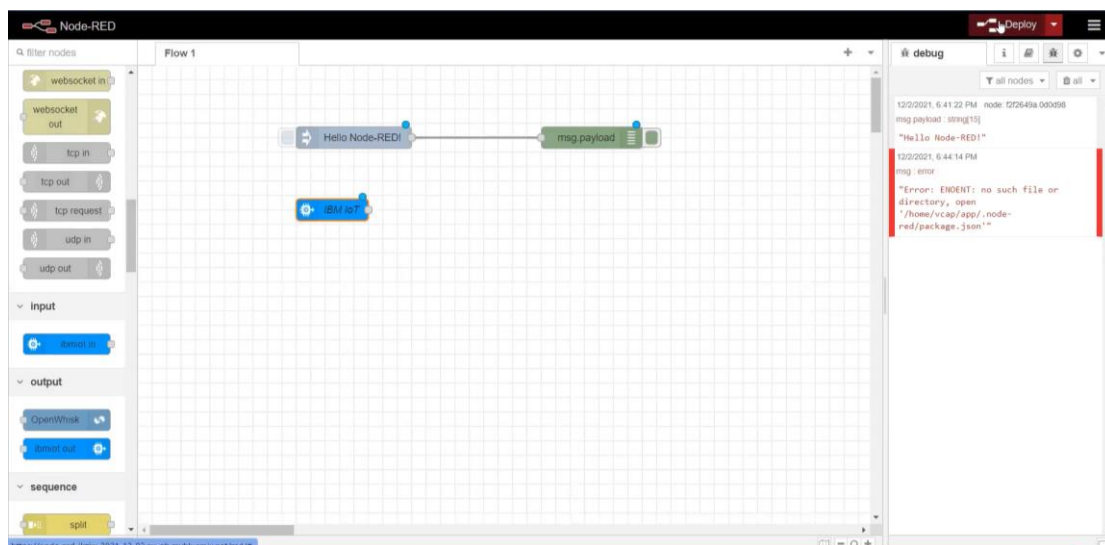 Node-RED
Deploy
filter nodes
Flow 1
debug
i
all nodes
all
websocket in
websocket
out
tcp in
tcp out
tcp request
udp in
udp out
input
ibmiot in
output
OpenWhisk
ibmiot out
sequence
split
Hello Node-RED!
msg.payload
IBM IoT
12/2/2021, 6:41:22 PM node: f2f2649a.0d0d98
msg.payload : string[15]
"Hello Node-RED!"
12/2/2021, 6:44:14 PM
msg : error
"Error: ENOENT: no such file or
directory, open
'/home/vcap/app/.node-
red/package.json'"